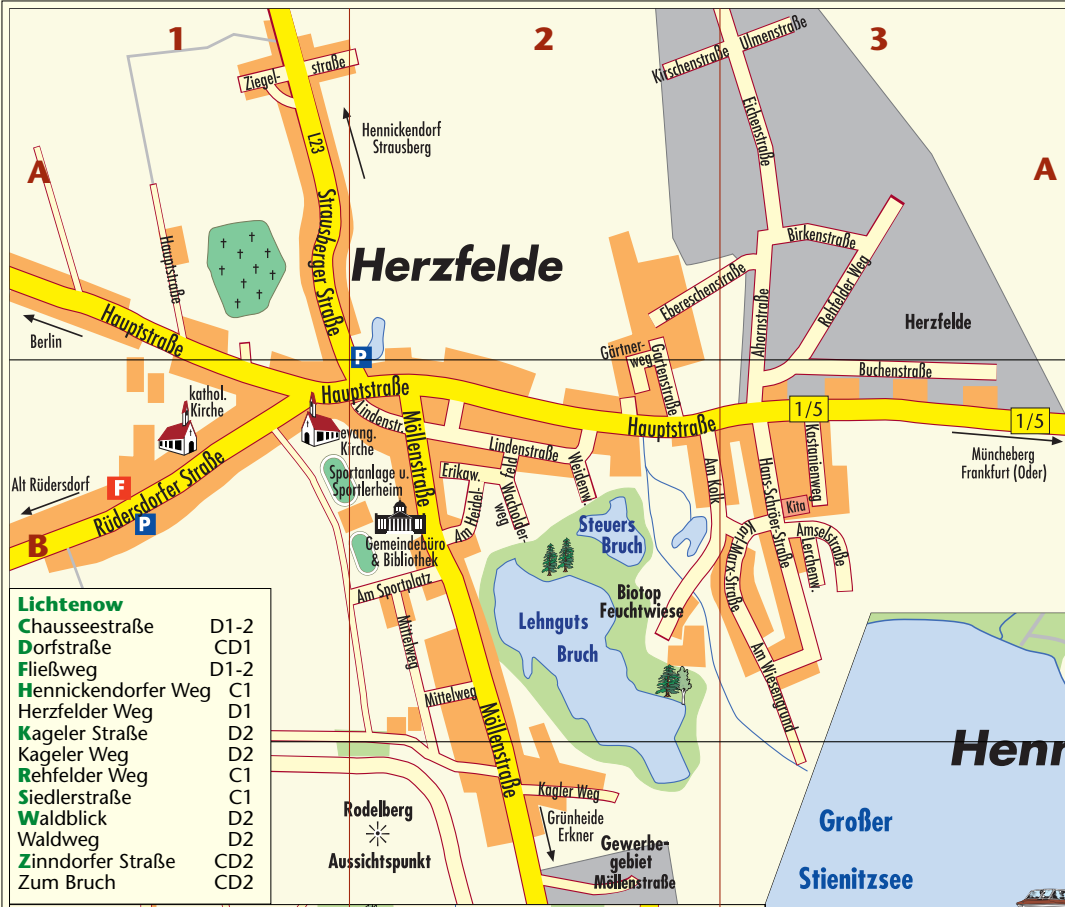 1
2
3
A
A
B
Kirschenstraße
Ulmenstraße
Ziegel-
straße
L23
Eichenstraße
Hennickendorf
Strausberg
Strausberger Straße
Hauptstraße
Herzfelde
Birkenstraße
Ebereschenstraße
Rehfelder Weg
Ahornstraße
Herzfelde
Hauptstraße
Berlin
P
Gärtner-
weg
Gartenstraße
Buchenstraße
kathol.
Kirche
Hauptstraße
Lindenstr.
evang.
Kirche
Möllenstraße
Lindenstraße
Hauptstraße
1/5
1/5
Müncheberg
Frankfurt (Oder)
Kastanienweg
Hans-Schröer-Straße
Am Kolk
Weidenw.
Alt Rüdersdorf
F
P
Rüdersdorfer Straße
Sportanlage u.
Sportlerheim
Erikaw.
Am Heidel-
feld
Wacholder-
weg
Kita
Amselstraße
Lerchenw.
Karl-Marx-Straße
Steuers
Bruch
Gemeindebüro
& Bibliothek
Am Sportplatz
Mittelweg
Mittelweg
Biotop
Feuchtwiese
Lehnguts
Bruch
Am Wiesengrund
Möllenstraße
Lichtenow
Chausseestraße D1-2
Dorfstraße CD1
Fließweg D1-2
Hennickendorfer Weg C1
Herzfelder Weg D1
Kageler Straße D2
Kageler Weg D2
Rehfelder Weg C1
Siedlerstraße C1
Waldblick D2
Waldweg D2
Zinndorfer Straße CD2
Zum Bruch CD2
Rodelberg
Aussichtspunkt
Kagler Weg
Grünheide
Erkner
Gewerbe-
gebiet
Möllenstraße
Henn
Großer
Stienitzsee